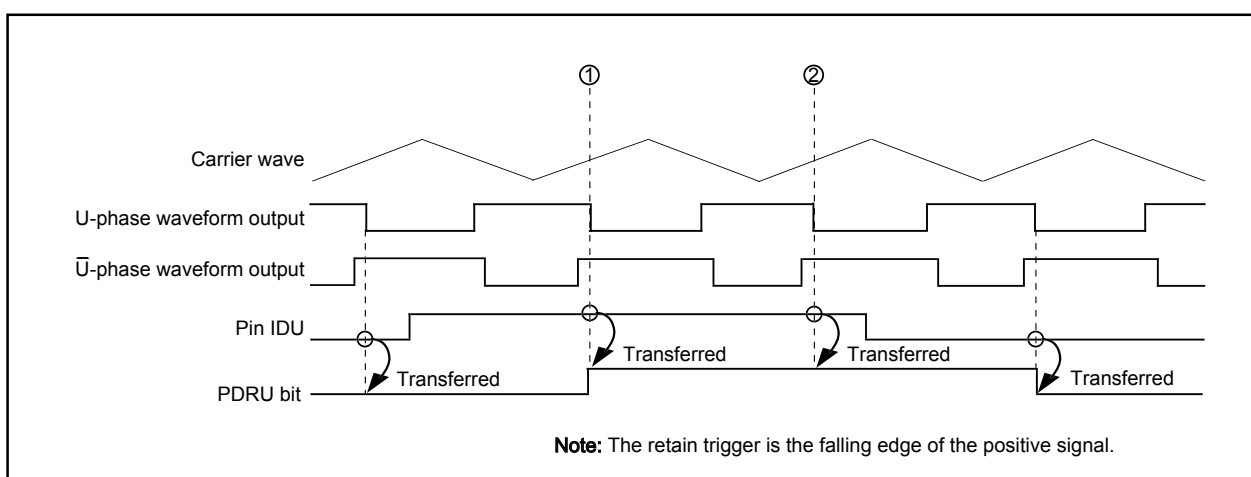 ① ②
Carrier wave
U-phase waveform output
U̅-phase waveform output
Pin IDU
Transferred Transferred
Transferred Transferred
PDRU bit
Note: The retain trigger is the falling edge of the positive signal.